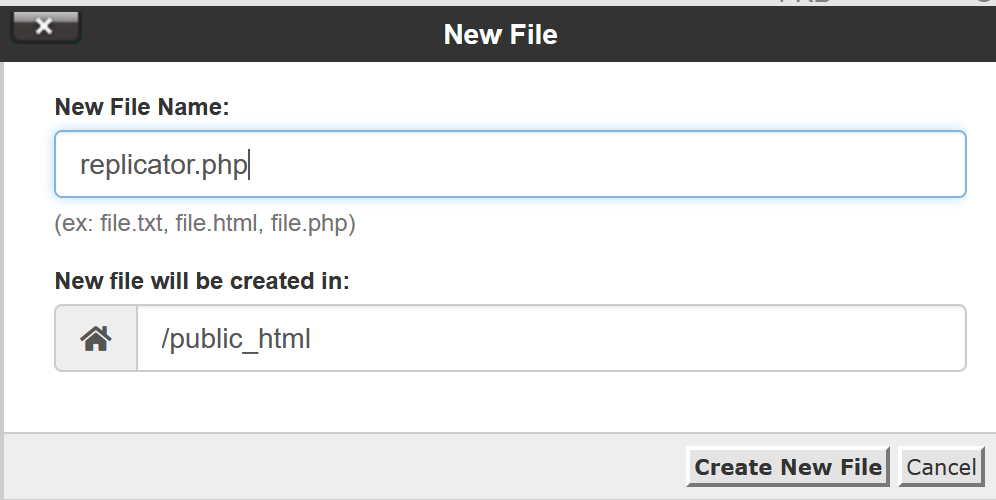 New File
New File Name:
replicator.php
(ex: file.txt, file.html, file.php)
New file will be created in:
/public_html
Create New File
Cancel